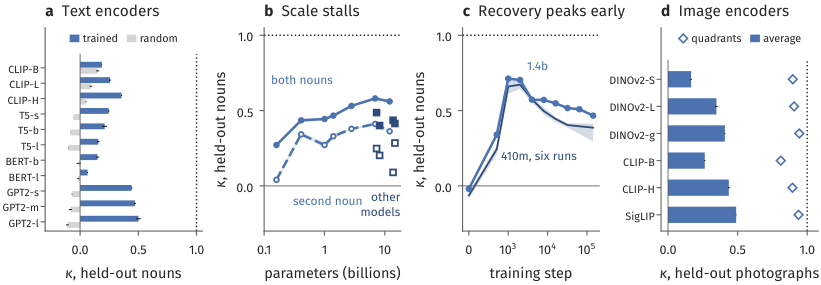 a Text encoders
trained random
CLIP-B
CLIP-L
CLIP-H
T5-s
T5-b
T5-l
BERT-b
BERT-l
GPT2-s
GPT2-m
GPT2-l
0.0 0.5 1.0
κ, held-out nouns
b Scale stalls
κ, held-out nouns
1.0
0.5
0.0
both nouns
second noun
other
models
0.1 1 10
parameters (billions)
c Recovery peaks early
κ, held-out nouns
1.0
0.5
0.0
1.4b
410m, six runs
0 10³ 10⁴ 10⁵
training step
d Image encoders
quadrants average
DINOv2-S
DINOv2-L
DINOv2-g
CLIP-B
CLIP-H
SigLIP
0.0 0.5 1.0
κ, held-out photographs